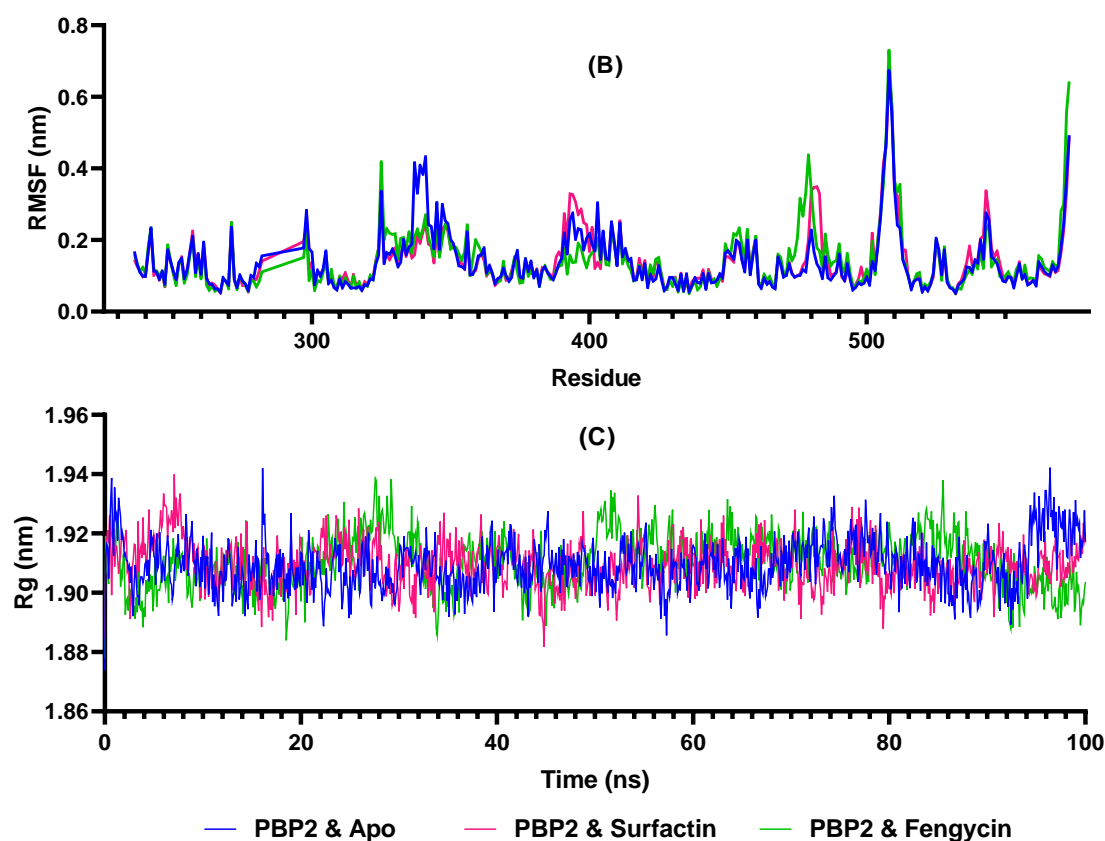 0.8
(B)
0.6
0.4
0.2
0.0
RMSF (nm)
300
400
500
Residue
1.96
(C)
1.94
1.92
1.90
1.88
1.86
Rg (nm)
0
20
40
60
80
100
Time (ns)
PBP2 & Apo
PBP2 & Surfactin
PBP2 & Fengycin